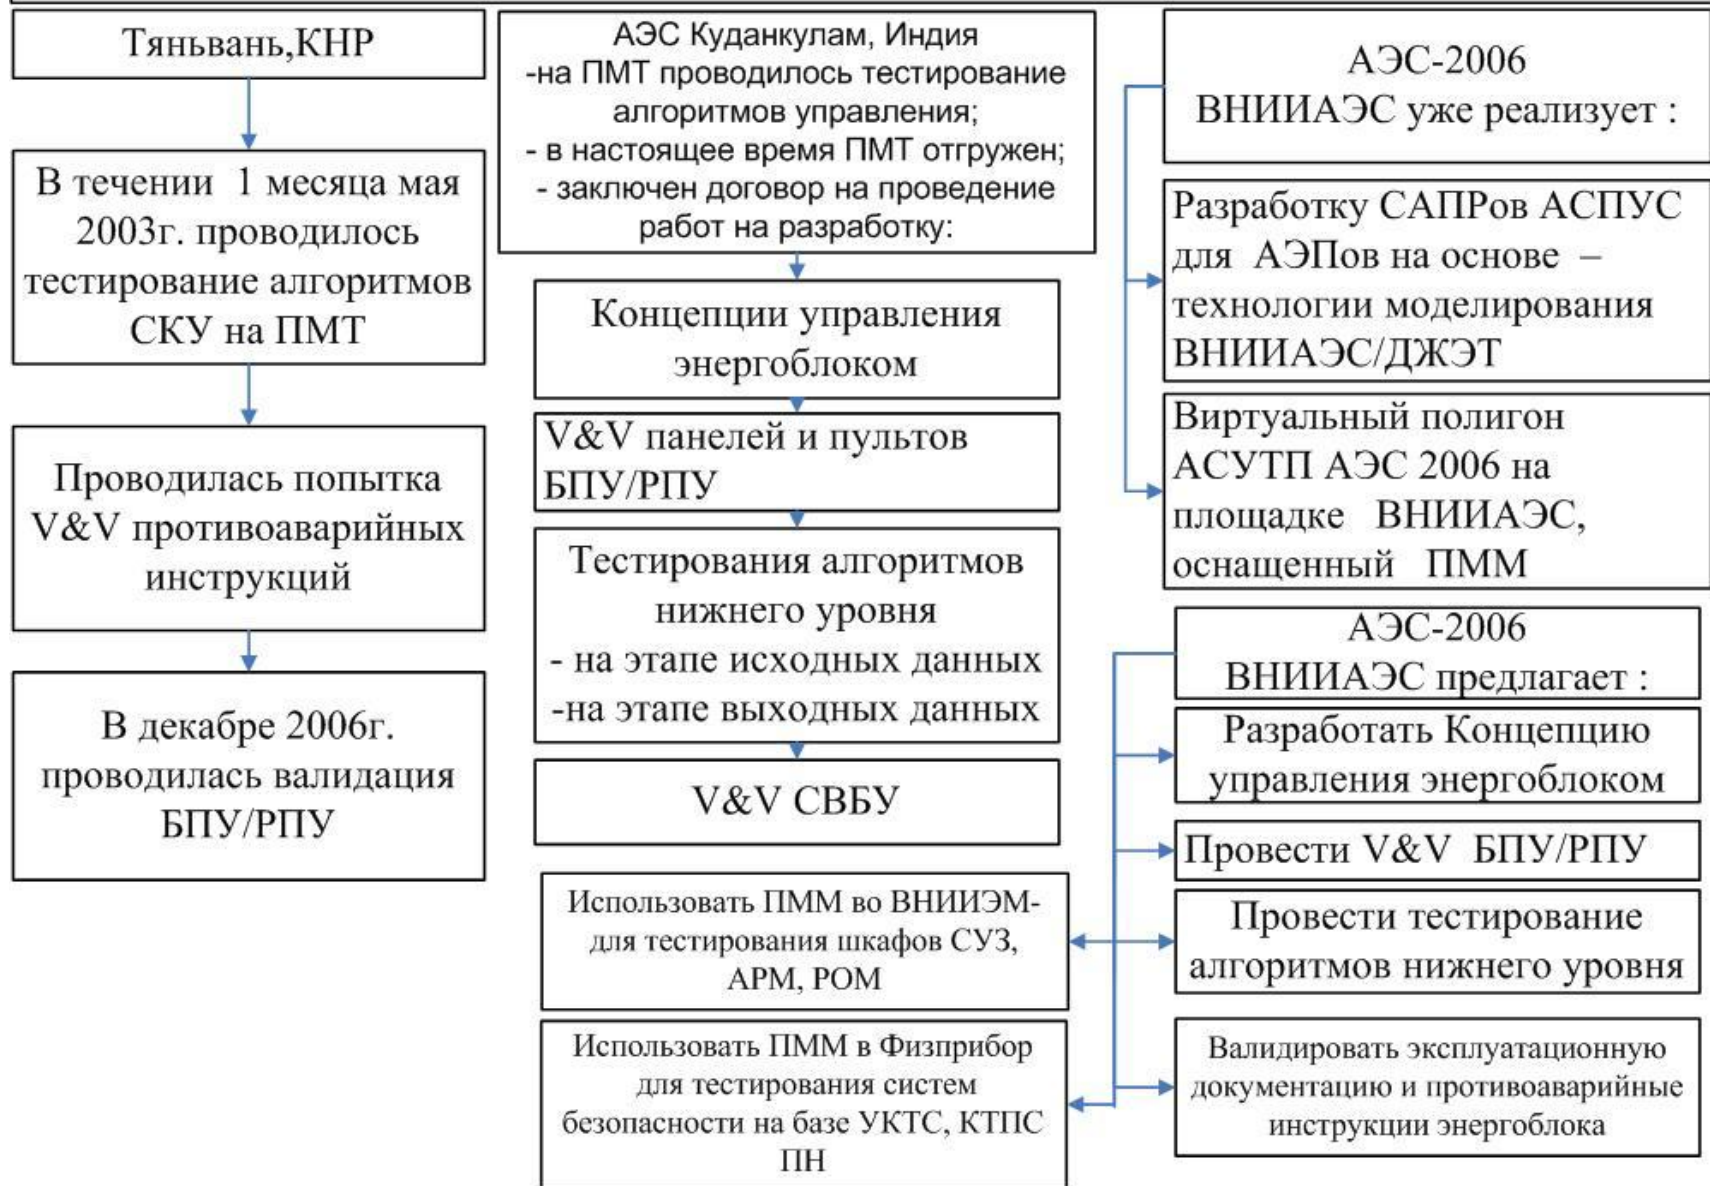 Тяньвань,КНР
В течении 1 месяца мая
2003г. проводилось
тестирование алгоритмов
СКУ на ПМТ
Проводилась попытка
V&V противоаварийных
инструкций
В декабре 2006г.
проводилась валидация
БПУ/РПУ
АЭС Куданкулам, Индия
-на ПМТ проводилось тестирование
алгоритмов управления;
- в настоящее время ПМТ отгружен;
- заключен договор на проведение
работ на разработку:
Концепции управления
энергоблоком
V&V панелей и пультов
БПУ/РПУ
Тестирования алгоритмов
нижнего уровня
- на этапе исходных данных
-на этапе выходных данных
V&V СВБУ
Использовать ПММ во ВНИИЭМ-
для тестирования шкафов СУЗ,
АРМ, РОМ
Использовать ПММ в Физприбор
для тестирования систем
безопасности на базе УКТС, КТПС
ПН
АЭС-2006
ВНИИАЭС уже реализует :
Разработку САПРов АСПУС
для АЭПов на основе –
технологии моделирования
ВНИИАЭС/ДЖЭТ
Виртуальный полигон
АСУТП АЭС 2006 на
площадке ВНИИАЭС,
оснащенный ПММ
АЭС-2006
ВНИИАЭС предлагает :
Разработать Концепцию
управления энергоблоком
Провести V&V БПУ/РПУ
Провести тестирование
алгоритмов нижнего уровня
Валидировать эксплуатационную
документацию и противоаварийные
инструкции энергоблока